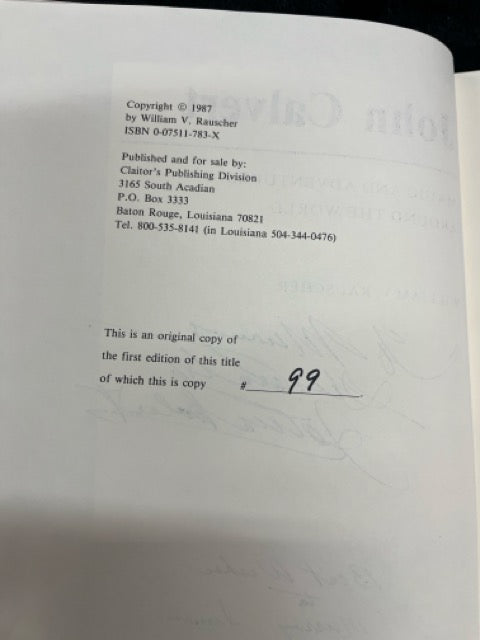 Copyright © 1987
by William V. Rauscher
ISBN 0-07511-783-X
Published and for sale by:
Claitor's Publishing Division
3165 South Acadian
P.O. Box 3333
Baton Rouge, Louisiana 70821
Tel. 800-535-8141 (in Louisiana 504-344-0476)
This is an original copy of
the first edition of this title
of which this is copy # 99
John Calvert